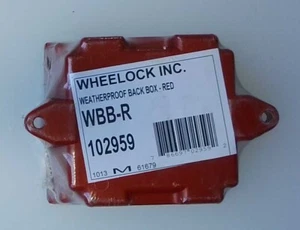 WHEELOCK INC.
WEATHERPROOF BACK BOX - RED
WBB-R
102959
1013 M 61679